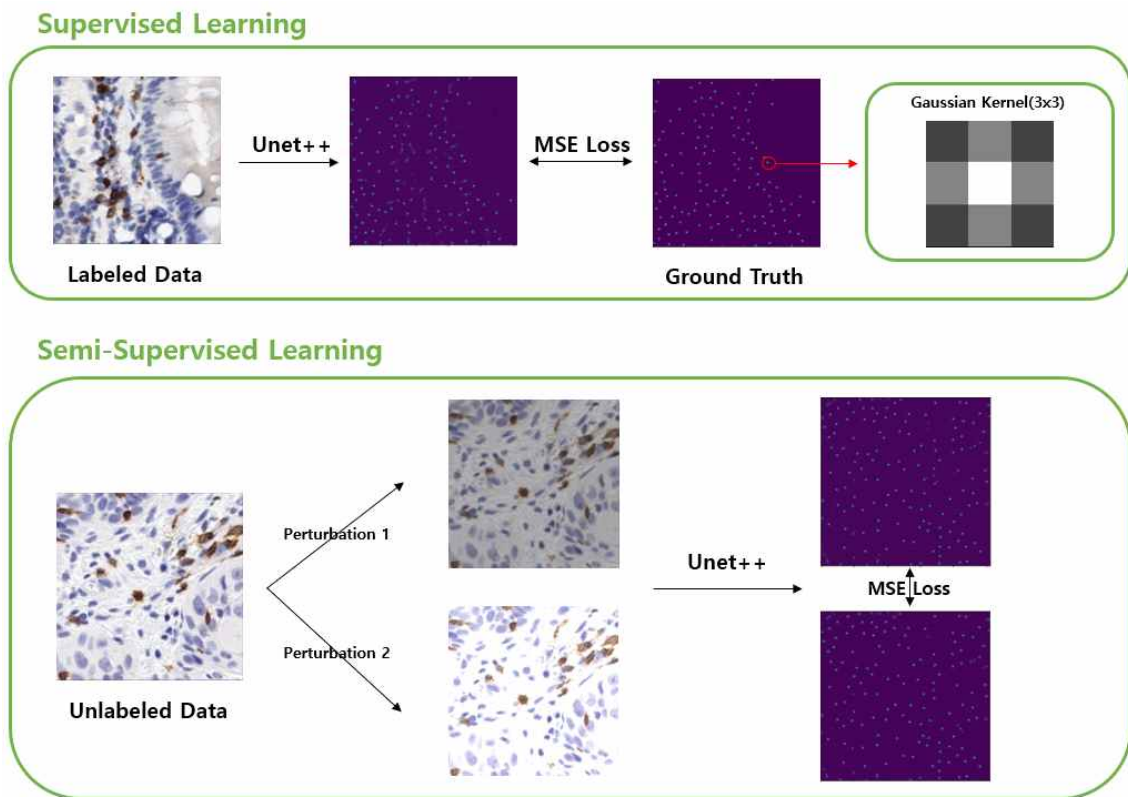 Supervised Learning
Gaussian Kernel(3x3)
Unet++
MSE Loss
Labeled Data
Ground Truth
Semi-Supervised Learning
Perturbation 1
Unet++
MSE Loss
Perturbation 2
Unlabeled Data